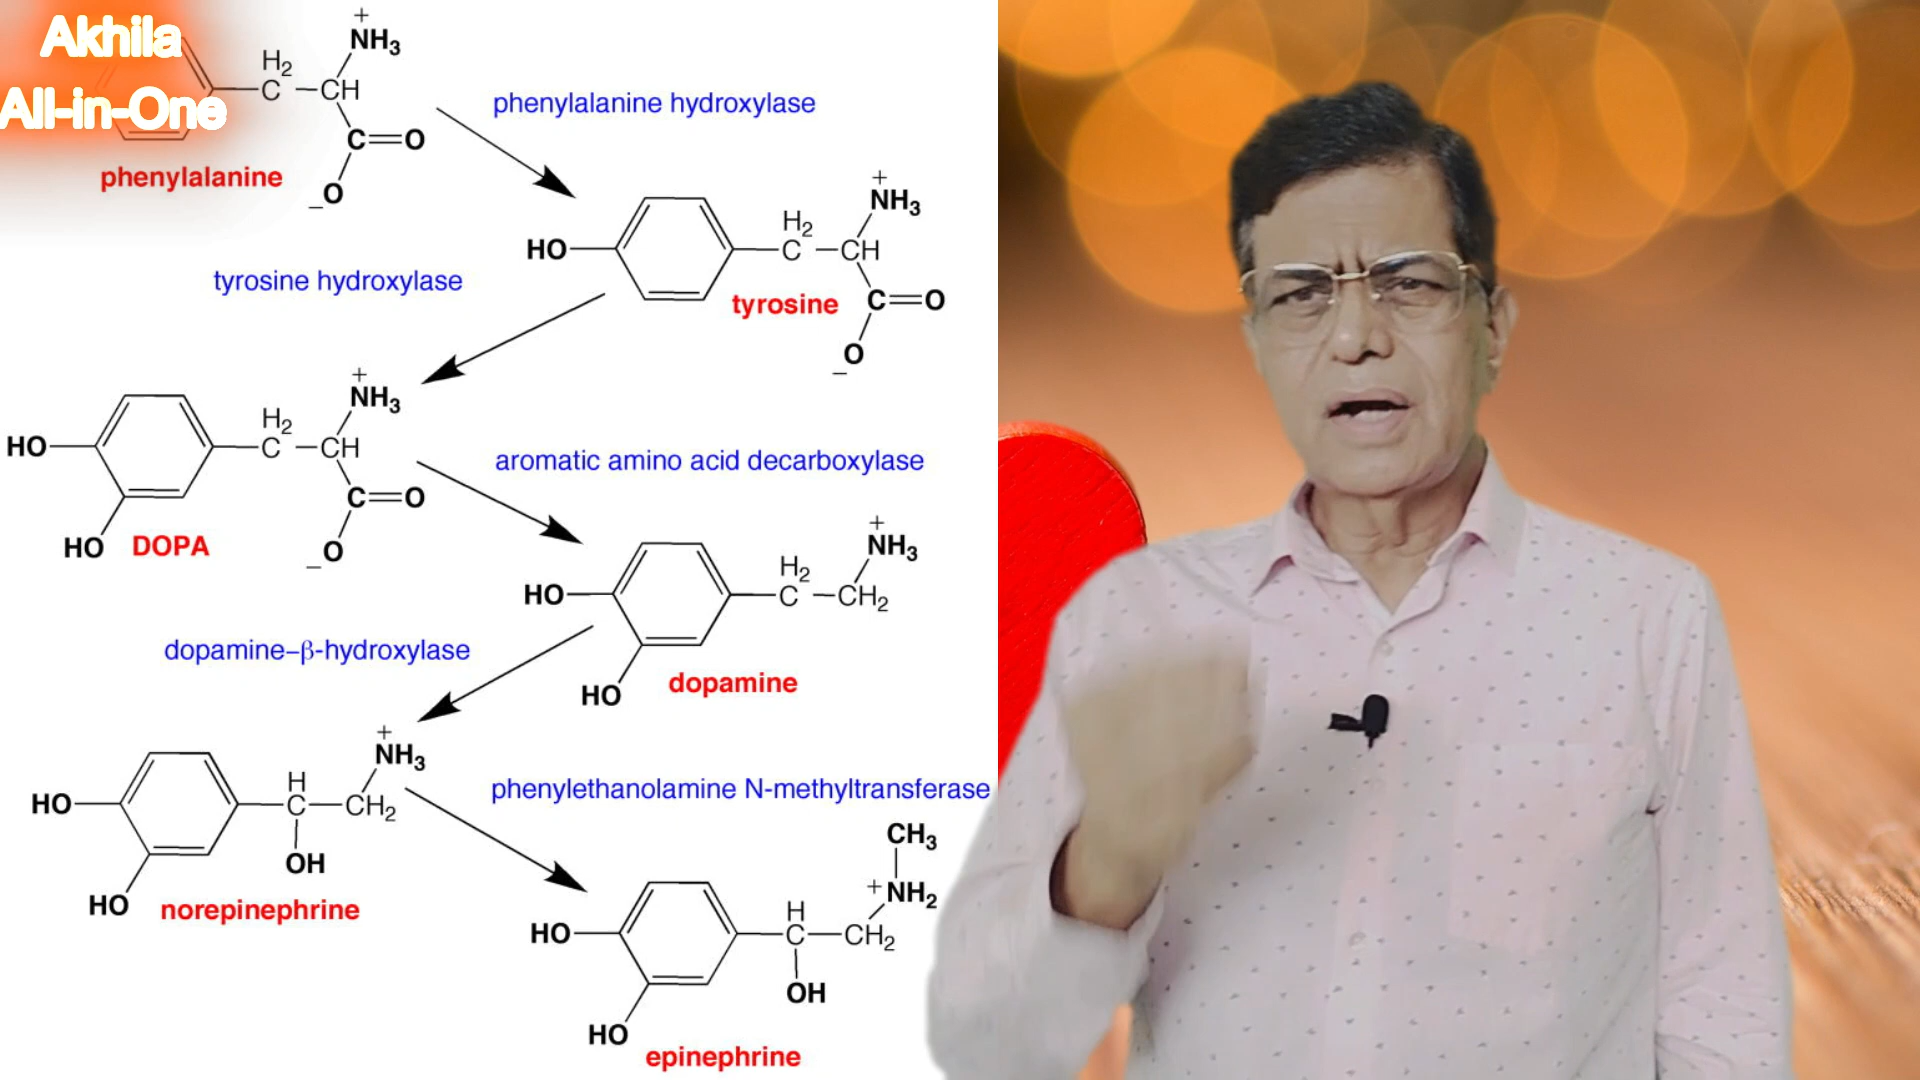 Akhila
All-in-One
+
NH3
H2
C
CH
C=O
phenylalanine
_O
phenylalanine hydroxylase
+
NH3
H2
HO
C
CH
tyrosine hydroxylase
tyrosine
C=O
O
_
+
NH3
H2
HO
C
CH
aromatic amino acid decarboxylase
C=O
HO
DOPA
_O
+
NH3
H2
HO
C
CH2
dopamine-β-hydroxylase
HO
dopamine
+
NH3
H
HO
C
CH2
phenylethanolamine N-methyltransferase
OH
HO
norepinephrine
CH3
+NH2
H
HO
C
CH2
OH
HO
epinephrine